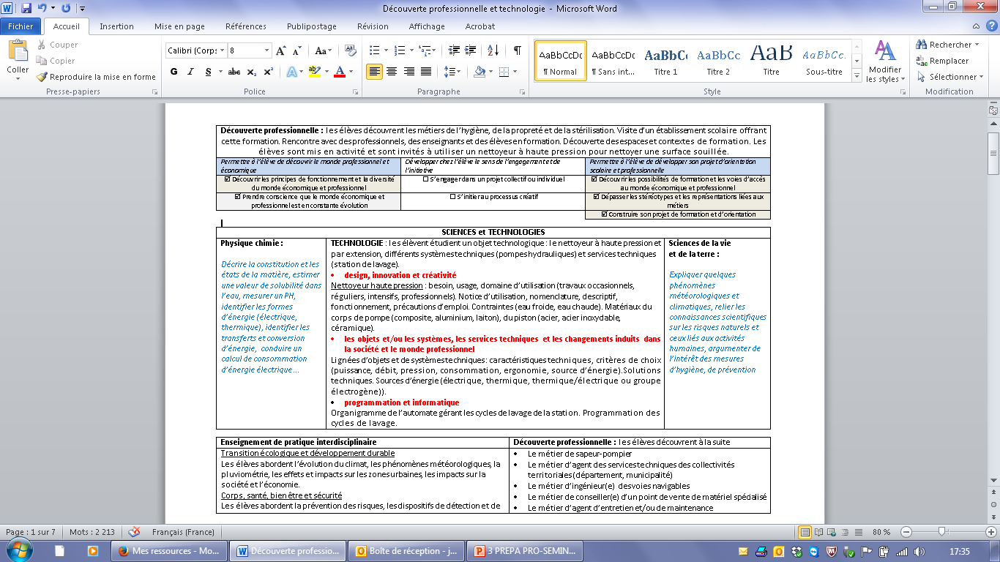 Découverte professionnelle et technologie - Microsoft Word
Fichier Accueil Insertion Mise en page Références Publipostage Révision Affichage Acrobat
Coller
Couper
Copier
Reproduire la mise en forme
Presse-papiers
Calibri (Corps 8
G I S abc x₂ x²
Police
Paragraphe
AaBbCcDc AaBbCcDc AaBbC AaBbCc AaB AaBbCc.
¶ Normal ¶ Sans int... Titre 1 Titre 2 Titre Sous-titre
Style
Modifier les styles
Rechercher
Remplacer
Sélectionner
Modification
Découverte professionnelle : les élèves découvrent les métiers de l'hygiène, de la propreté et de la stérilisation. Visite d'un établissement scolaire offrant
cette formation. Rencontre avec des professionnels, des enseignants et des élèves en formation. Découverte des espaces et contextes de formation. Les
élèves sont mis en activité et sont invités à utiliser un nettoyeur à haute pression pour nettoyer une surface souillée.
Permettre à l'élève de découvrir le monde professionnel et
économique
Développer chez l'élève le sens de l'engagement et de
l'initiative
Permettre à l'élève de développer son projet d'orientation
scolaire et professionnelle
☑ Découvrir les principes de fonctionnement et la diversité
du monde économique et professionnel
☐ S'engager dans un projet collectif ou individuel
☑ Découvrir les possibilités de formation et les voies d'accès
au monde économique et professionnel
☑ Prendre conscience que le monde économique et
professionnel est en constante évolution
☐ S'initier au processus créatif
☑ Dépasser les stéréotypes et les représentations liées aux
métiers
☑ Construire son projet de formation et d'orientation
SCIENCES et TECHNOLOGIES
Physique chimie :
Décrire la constitution et les
états de la matière, estimer
une valeur de solubilité dans
l'eau, mesurer un PH,
identifier les formes
d'énergie (électrique,
thermique), identifier les
transferts et conversion
d'énergie, conduire un
calcul de consommation
d'énergie électrique...
TECHNOLOGIE : les élèvent étudient un objet technologique : le nettoyeur à haute pression et
par extension, différents systèmes techniques (pompes hydrauliques) et services techniques
(station de lavage).
• design, innovation et créativité
Nettoyeur haute pression : besoin, usage, domaine d'utilisation (travaux occasionnels,
réguliers, intensifs, professionnels). Notice d'utilisation, nomenclature, descriptif,
fonctionnement, précautions d'emploi. Contraintes (eau froide, eau chaude). Matériaux du
corps de pompe (composite, aluminium, laiton), du piston (acier, acier inoxydable,
céramique).
• les objets et/ou les systèmes, les services techniques et les changements induits dans
la société et le monde professionnel
Lignées d'objets et de systèmes techniques : caractéristiques techniques, critères de choix
(puissance, débit, pression, consommation, ergonomie, source d'énergie).Solutions
techniques. Sources d'énergie (électrique, thermique, thermique/électrique ou groupe
électrogène)).
• programmation et informatique
Organigramme de l'automate gérant les cycles de lavage de la station. Programmation des
cycles de lavage.
Sciences de la vie
et de la terre :
Expliquer quelques
phénomènes
météorologiques et
climatiques, relier les
connaissances scientifiques
sur les risques naturels et
ceux liés aux activités
humaines, argumenter de
l'intérêt des mesures
d'hygiène, de prévention
Enseignement de pratique interdisciplinaire
Transition écologique et développement durable
Les élèves abordent l'évolution du climat, les phénomènes météorologiques, la
pluviométrie, les effets et impacts sur les zones urbaines, les impacts sur la
société et l'économie.
Corps, santé, bien être et sécurité
Les élèves abordent la prévention des risques, les dispositifs de détection et de
Découverte professionnelle : les élèves découvrent à la suite
• Le métier de sapeur-pompier
• Le métier d'agent des services techniques des collectivités
territoriales (département, municipalité)
• Le métier d'ingénieur(e) des voies navigables
• Le métier de conseiller(e) d'un point de vente de matériel spécialisé
• Le métier d'agent d'entretien et/ou de maintenance
Page : 1 sur 7 Mots : 2 213 Français (France) 80 %
Mes ressources - Mo... Découverte professio... Boîte de réception - j... 3 PREPA PRO-SEMIN... 17:35